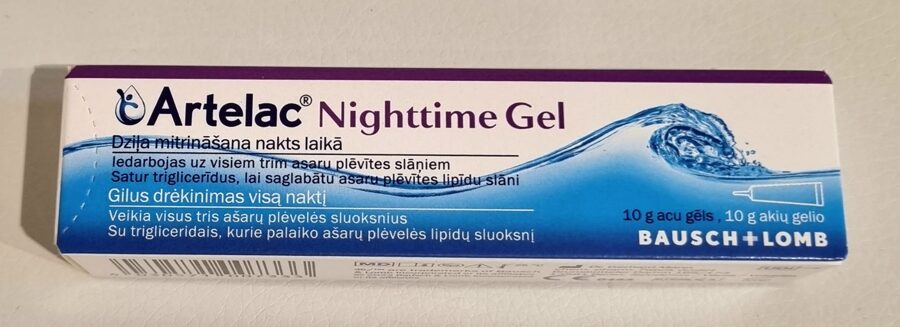 Artelac® Nighttime Gel
Dziļa mitrināšana nakts laikā
Iedarbojas uz visiem trim asaru plēvītes slāņiem
Satur triglicerīdus, lai saglabātu asaru plēvītes lipīdu slāni
Gilus drėkinimas visą naktį
Veikia visus tris ašarų plėvelės sluoksnius
Su trigliceridais, kurie palaiko ašarų plėvelės lipidų sluoksnį
10 g acu gēls, 10 g akių gelio
BAUSCH + LOMB
MD